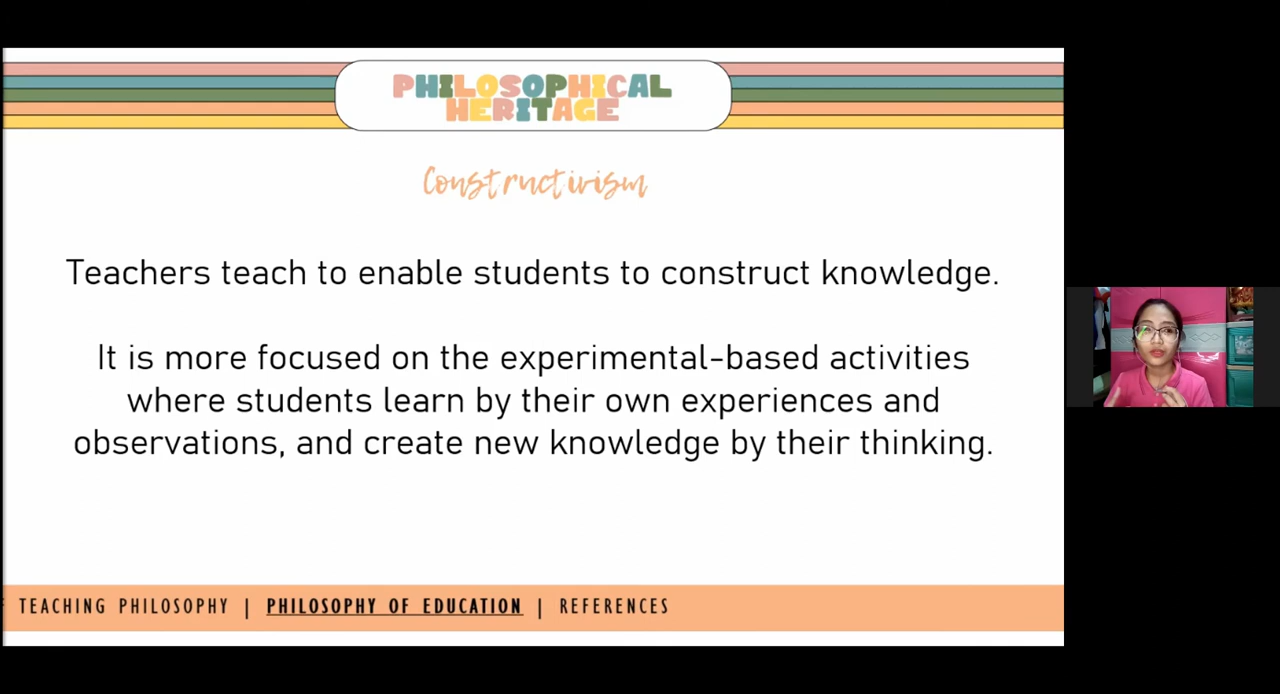 PHILOSOPHICAL
HERITAGE
Constructivism
Teachers teach to enable students to construct knowledge.
It is more focused on the experimental-based activities
where students learn by their own experiences and
observations, and create new knowledge by their thinking.
TEACHING PHILOSOPHY | PHILOSOPHY OF EDUCATION | REFERENCES